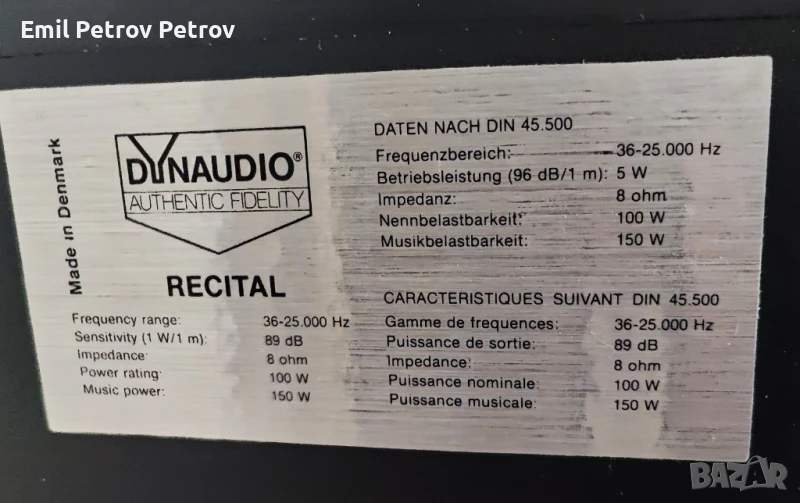 Emil Petrov Petrov
Made in Denmark
DYNAUDIO®
AUTHENTIC FIDELITY
RECITAL
Frequency range: 36-25.000 Hz
Sensitivity (1 W/1 m): 89 dB
Impedance: 8 ohm
Power rating: 100 W
Music power: 150 W
DATEN NACH DIN 45.500
Frequenzbereich: 36-25.000 Hz
Betriebsleistung (96 dB/1 m): 5 W
Impedanz: 8 ohm
Nennbelastbarkeit: 100 W
Musikbelastbarkeit: 150 W
CARACTERISTIQUES SUIVANT DIN 45.500
Gamme de frequences: 36-25.000 Hz
Puissance de sortie: 89 dB
Impedance: 8 ohm
Puissance nominale: 100 W
Puissance musicale: 150 W
BAZAR